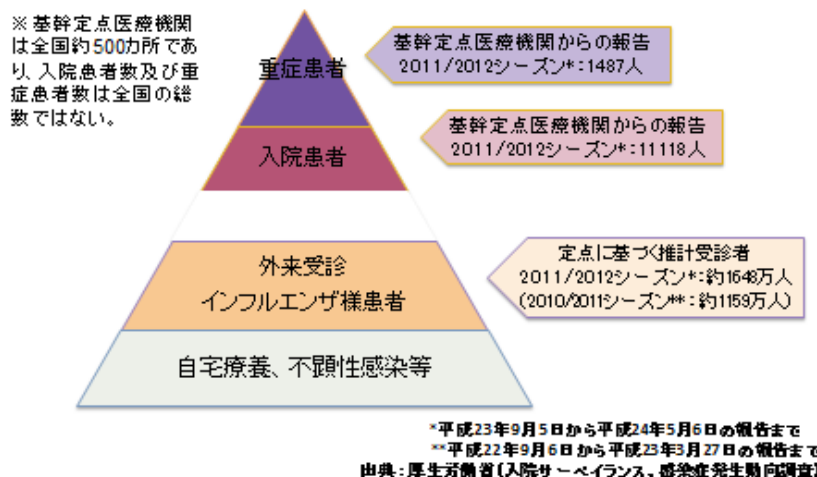 ※基幹定点医療機関
は全国約500カ所であ
り、入院患者数及び重
症患者数は全国の総
数ではない。
重症患者
基幹定点医療機関からの報告
2011/2012シーズン*:1487人
入院患者
基幹定点医療機関からの報告
2011/2012シーズン*:11118人
外来受診
インフルエンザ様患者
定点に基づく推計受診者
2011/2012シーズン*:約1648万人
(2010/2011シーズン**:約1159万人)
自宅療養、不顕性感染等
*平成23年9月5日から平成24年5月6日の報告まで
**平成22年9月6日から平成23年3月27日の報告まで
出典:厚生労働省(入院サーベイランス、感染症発生動向調査)